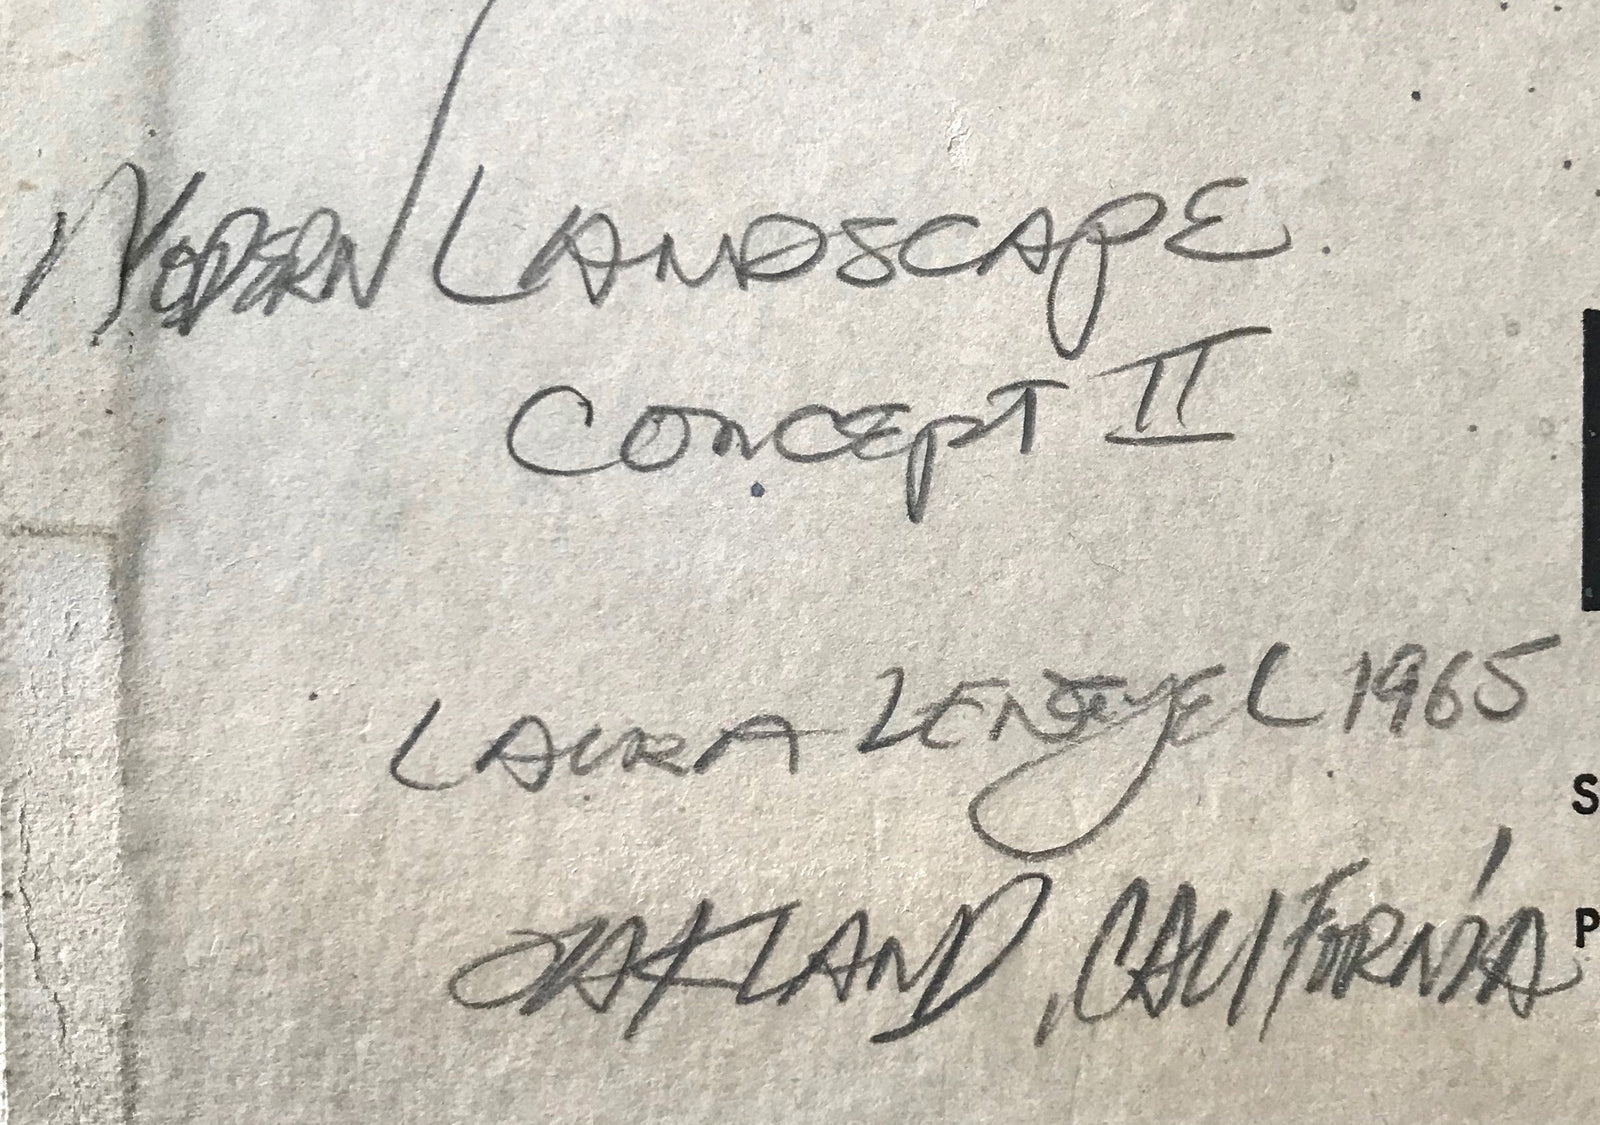 MODERN LANDSCAPE.
CONCEPT II
LAURA LENGYEL 1965
OAKLAND, CALIFORNIA
S
P